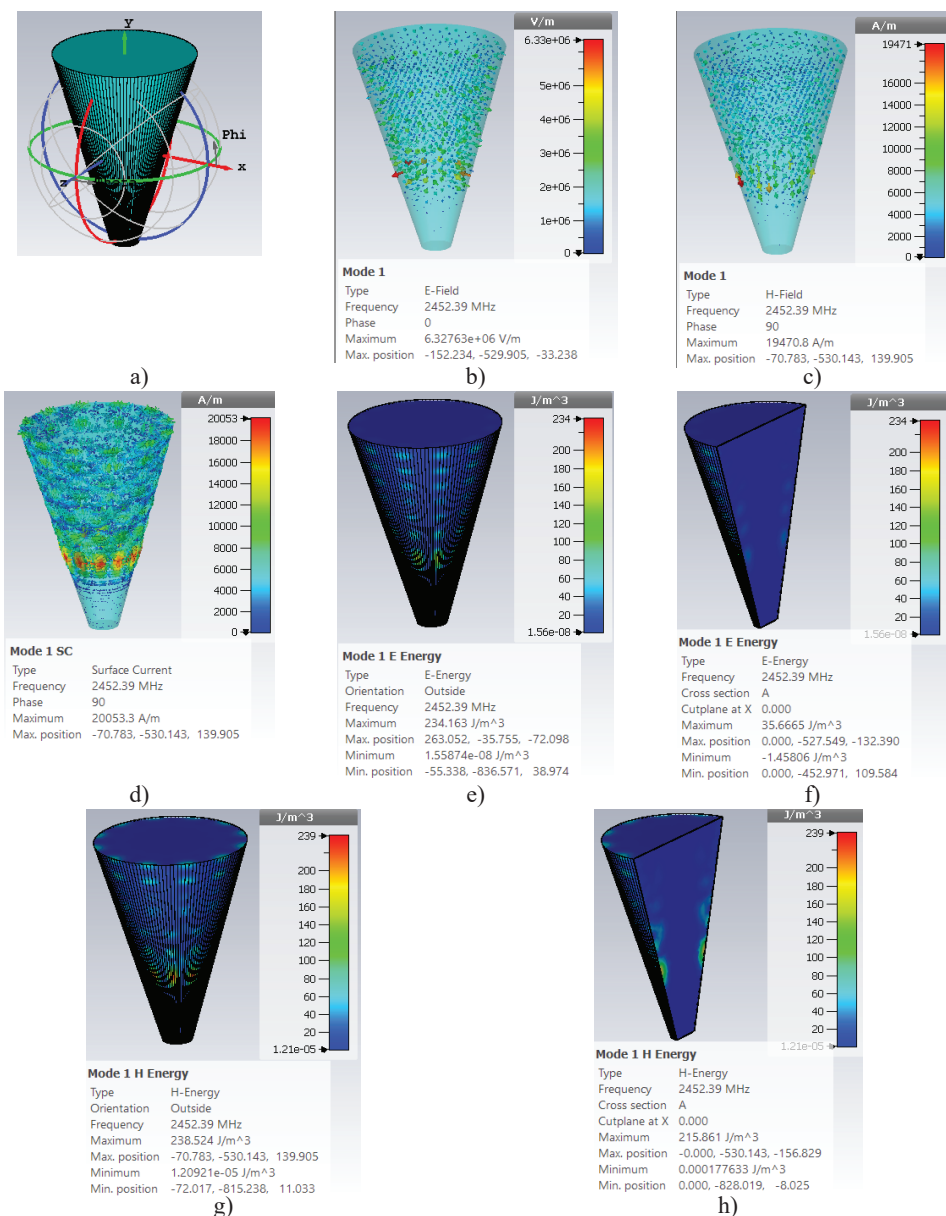 Y
Phi
x
z
a)
V/m
6.33e+06
5e+06
4e+06
3e+06
2e+06
1e+06
0
Mode 1
Type E-Field
Frequency 2452.39 MHz
Phase 0
Maximum 6.32763e+06 V/m
Max. position -152.234, -529.905, -33.238
b)
A/m
19471
16000
14000
12000
10000
8000
6000
4000
2000
0
Mode 1
Type H-Field
Frequency 2452.39 MHz
Phase 90
Maximum 19470.8 A/m
Max. position -70.783, -530.143, 139.905
c)
A/m
20053
18000
16000
14000
12000
10000
8000
6000
4000
2000
0
Mode 1 SC
Type Surface Current
Frequency 2452.39 MHz
Phase 90
Maximum 20053.3 A/m
Max. position -70.783, -530.143, 139.905
d)
J/m^3
234
200
180
160
140
120
100
80
60
40
20
1.56e-08
Mode 1 E Energy
Type E-Energy
Orientation Outside
Frequency 2452.39 MHz
Maximum 234.163 J/m^3
Max. position 263.052, -35.755, -72.098
Minimum 1.55874e-08 J/m^3
Min. position -55.338, -836.571, 38.974
e)
J/m^3
234
200
180
160
140
120
100
80
60
40
20
1.56e-08
Mode 1 E Energy
Type E-Energy
Frequency 2452.39 MHz
Cross section A
Cutplane at X 0.000
Maximum 35.6665 J/m^3
Max. position 0.000, -527.549, -132.390
Minimum -1.45806 J/m^3
Min. position 0.000, -452.971, 109.584
f)
J/m^3
239
200
180
160
140
120
100
80
60
40
20
1.21e-05
Mode 1 H Energy
Type H-Energy
Orientation Outside
Frequency 2452.39 MHz
Maximum 238.524 J/m^3
Max. position -70.783, -530.143, 139.905
Minimum 1.20921e-05 J/m^3
Min. position -72.017, -815.238, 11.033
g)
J/m^3
239
200
180
160
140
120
100
80
60
40
20
1.21e-05
Mode 1 H Energy
Type H-Energy
Frequency 2452.39 MHz
Cross section A
Cutplane at X 0.000
Maximum 215.861 J/m^3
Max. position -0.000, -530.143, -156.829
Minimum 0.000177633 J/m^3
Min. position 0.000, -828.019, -8.025
h)